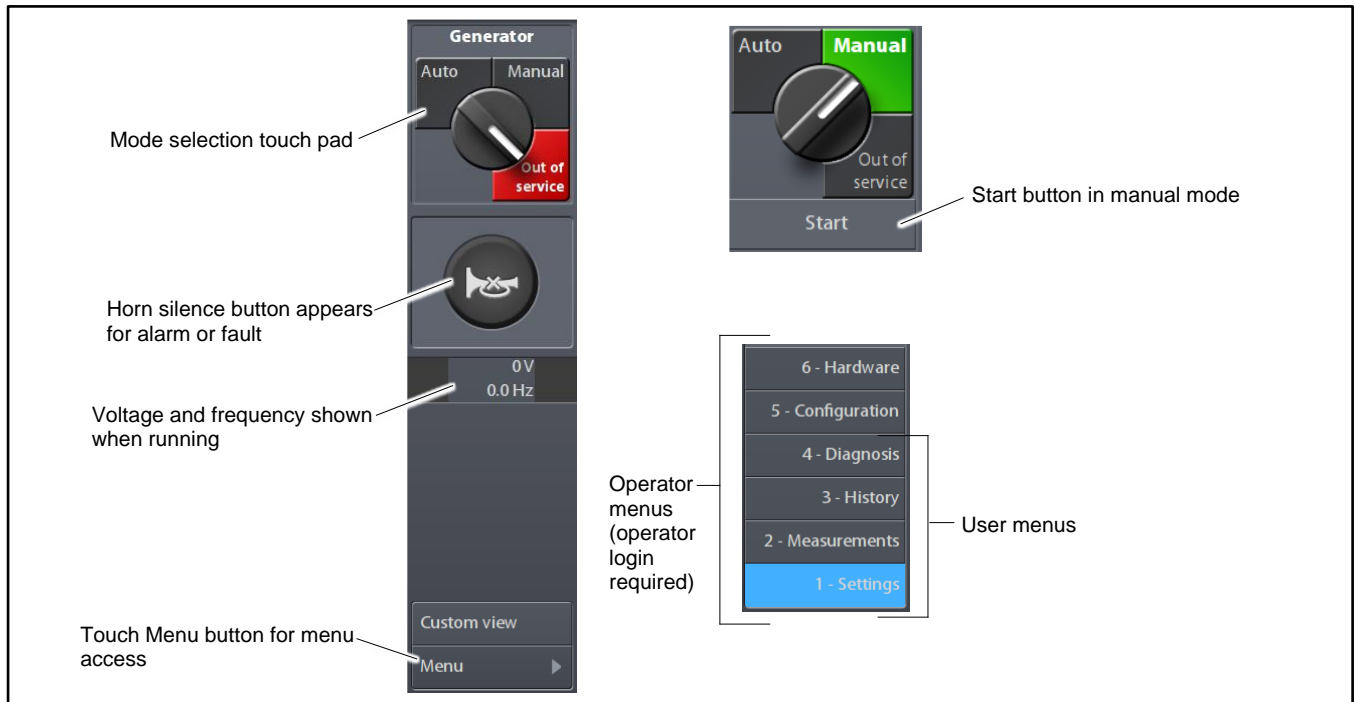 Generator
Auto Manual
Out of
service
Mode selection touch pad
Horn silence button appears
for alarm or fault
0 V
0.0 Hz
Voltage and frequency shown
when running
Custom view
Menu
Touch Menu button for menu
access
Auto Manual
Out of
service
Start
Start button in manual mode
6 - Hardware
5 - Configuration
4 - Diagnosis
3 - History
2 - Measurements
1 - Settings
Operator
menus
(operator
login
required)
User menus